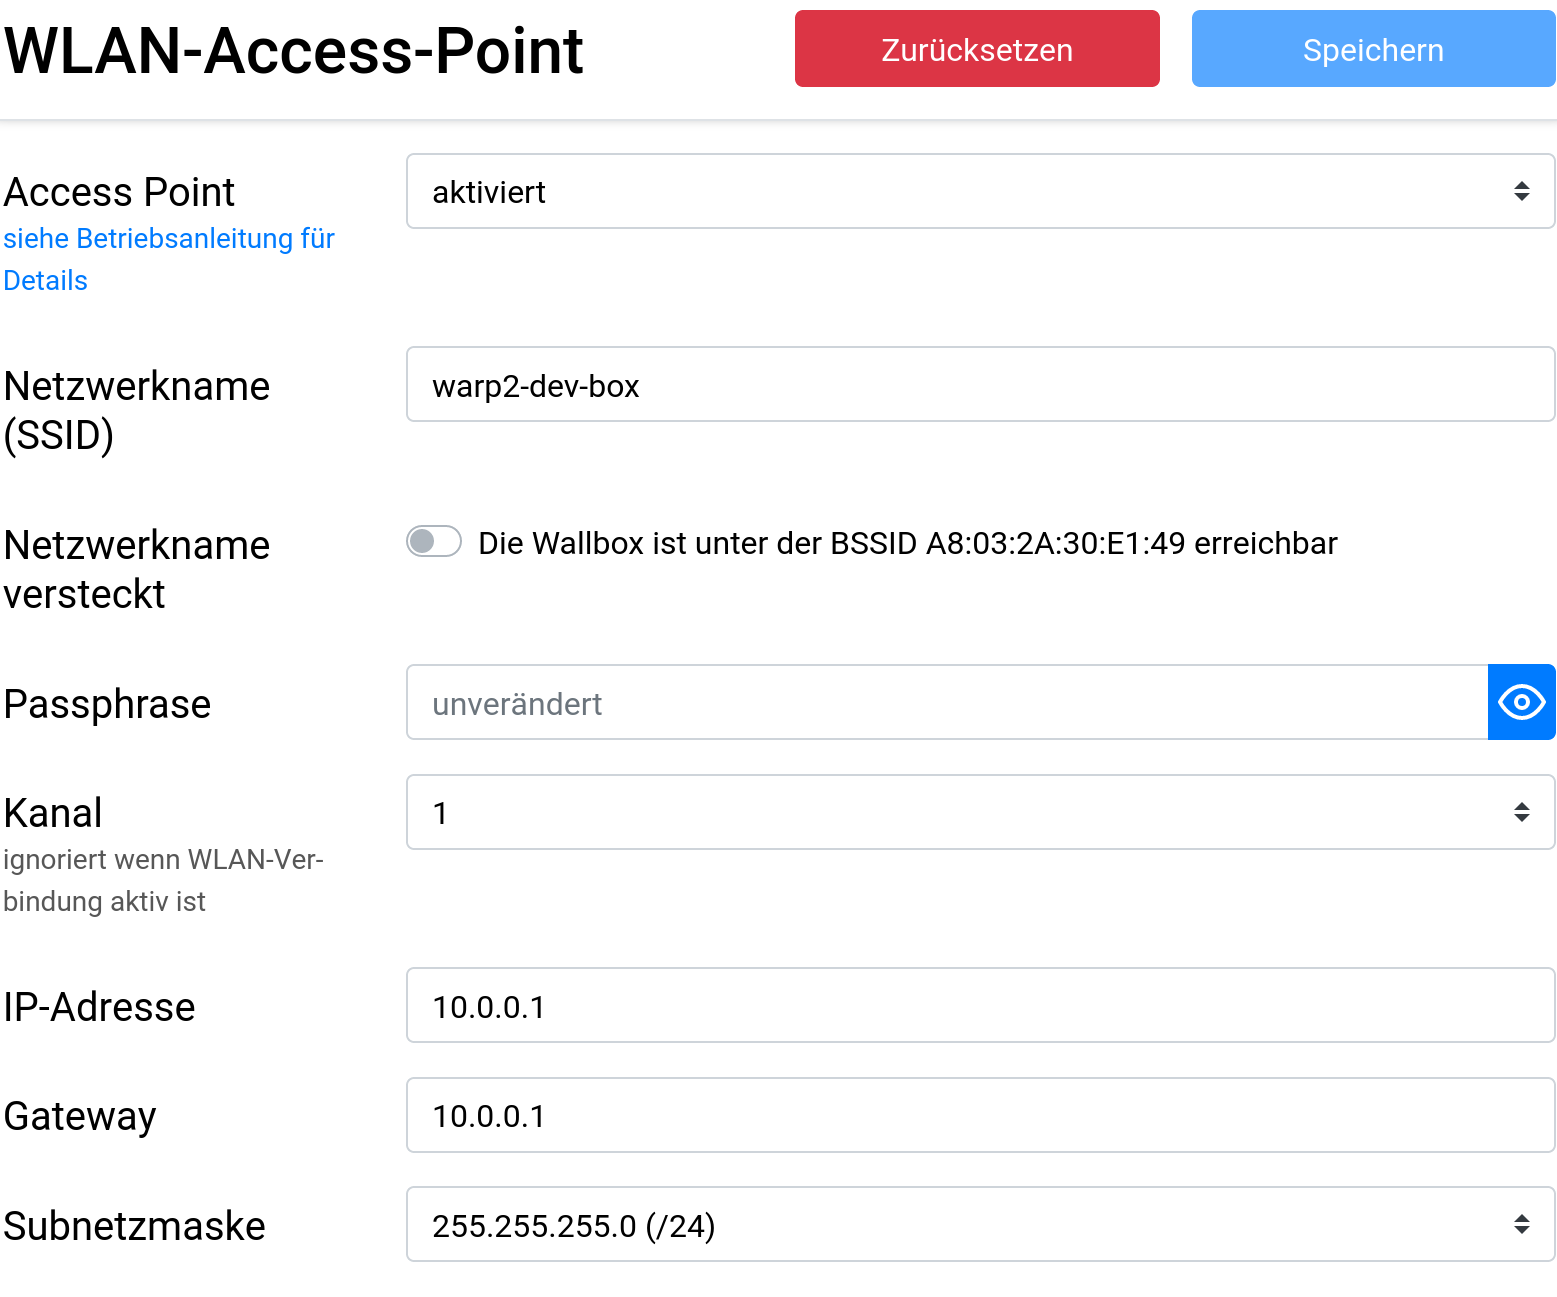 WLAN-Access-Point
Zurücksetzen
Speichern
Access Point
aktiviert
siehe Betriebsanleitung für
Details
Netzwerkname
(SSID)
warp2-dev-box
Netzwerkname
versteckt
Die Wallbox ist unter der BSSID A8:03:2A:30:E1:49 erreichbar
Passphrase
unverändert
Kanal
1
ignoriert wenn WLAN-Ver-
bindung aktiv ist
IP-Adresse
10.0.0.1
Gateway
10.0.0.1
Subnetzmaske
255.255.255.0 (/24)